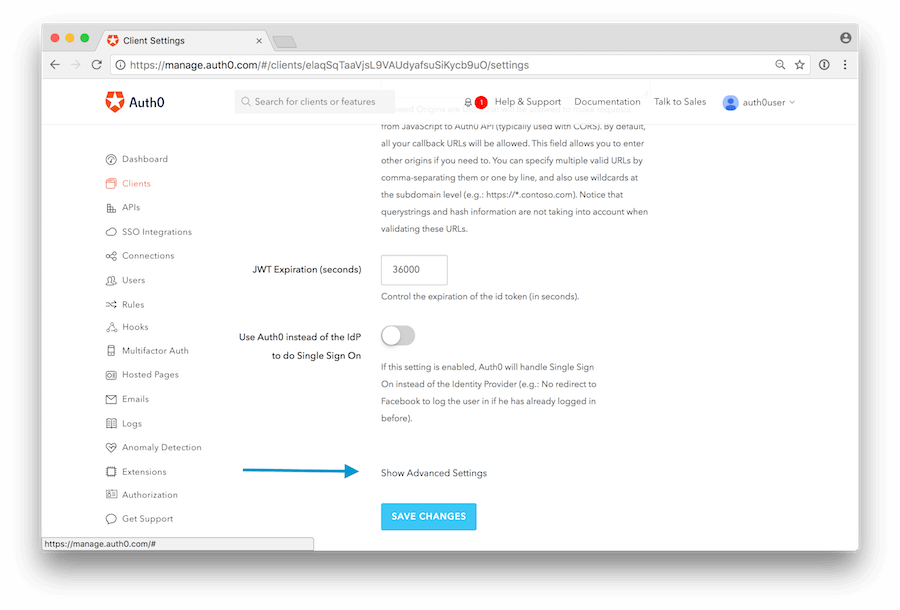 Client Settings
https://manage.auth0.com/#/clients/elaqSqTaaVjsL9VAUdyafsuSiKycb9uO/settings
Auth0
Search for clients or features
1
Help & Support
Documentation
Talk to Sales
auth0user
Origins are
from JavaScript to Auth0 API (typically used with CORS). By default,
all your callback URLs will be allowed. This field allows you to enter
other origins if you need to. You can specify multiple valid URLs by
comma-separating them or one by line, and also use wildcards at
the subdomain level (e.g.: https://*.contoso.com). Notice that
querystrings and hash information are not taking into account when
validating these URLs.
Dashboard
Clients
APIs
SSO Integrations
Connections
Users
Rules
Hooks
Multifactor Auth
Hosted Pages
Emails
Logs
Anomaly Detection
Extensions
Authorization
Get Support
JWT Expiration (seconds)
36000
Control the expiration of the id token (in seconds).
Use Auth0 instead of the IdP
to do Single Sign On
If this setting is enabled, Auth0 will handle Single Sign
On instead of the Identity Provider (e.g.: No redirect to
Facebook to log the user in if he has already logged in
before).
Show Advanced Settings
SAVE CHANGES
https://manage.auth0.com/#